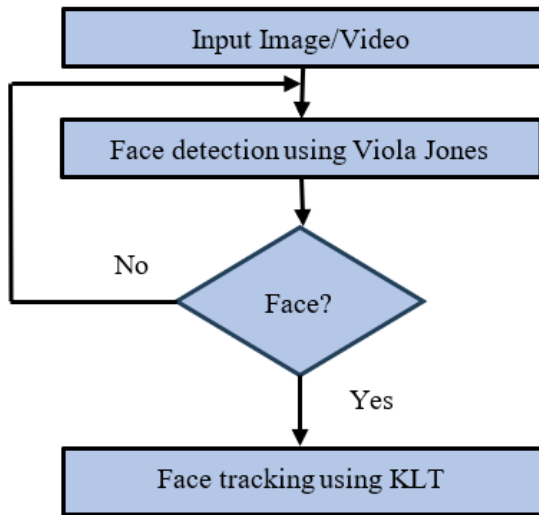 Input Image/Video
Face detection using Viola Jones
No
Face?
Yes
Face tracking using KLT